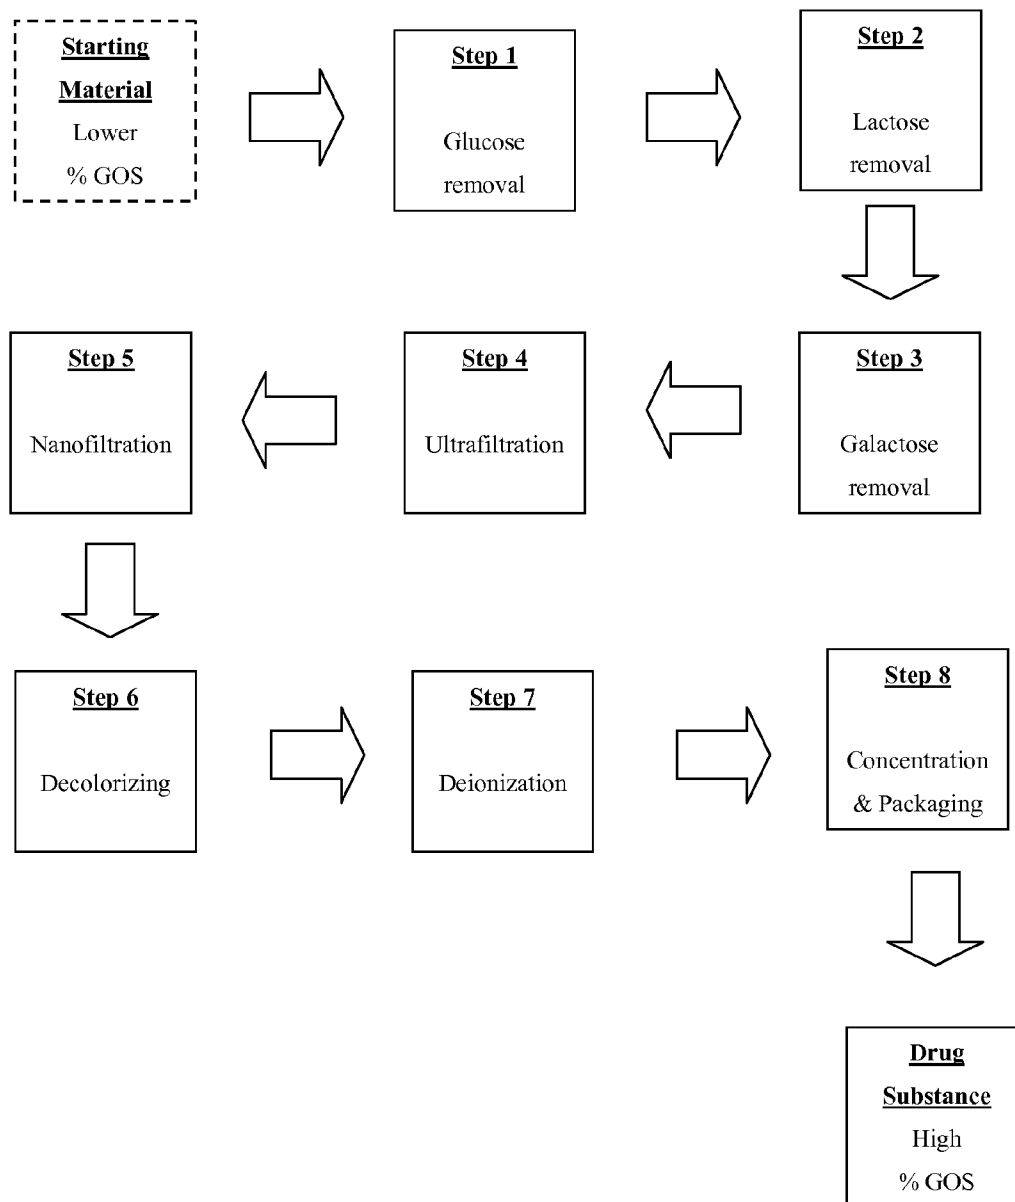 Starting
Material
Lower
% GOS
Step 1
Glucose
removal
Step 2
Lactose
removal
Step 3
Galactose
removal
Step 4
Ultrafiltration
Step 5
Nanofiltration
Step 6
Decolorizing
Step 7
Deionization
Step 8
Concentration
& Packaging
Drug
Substance
High
% GOS